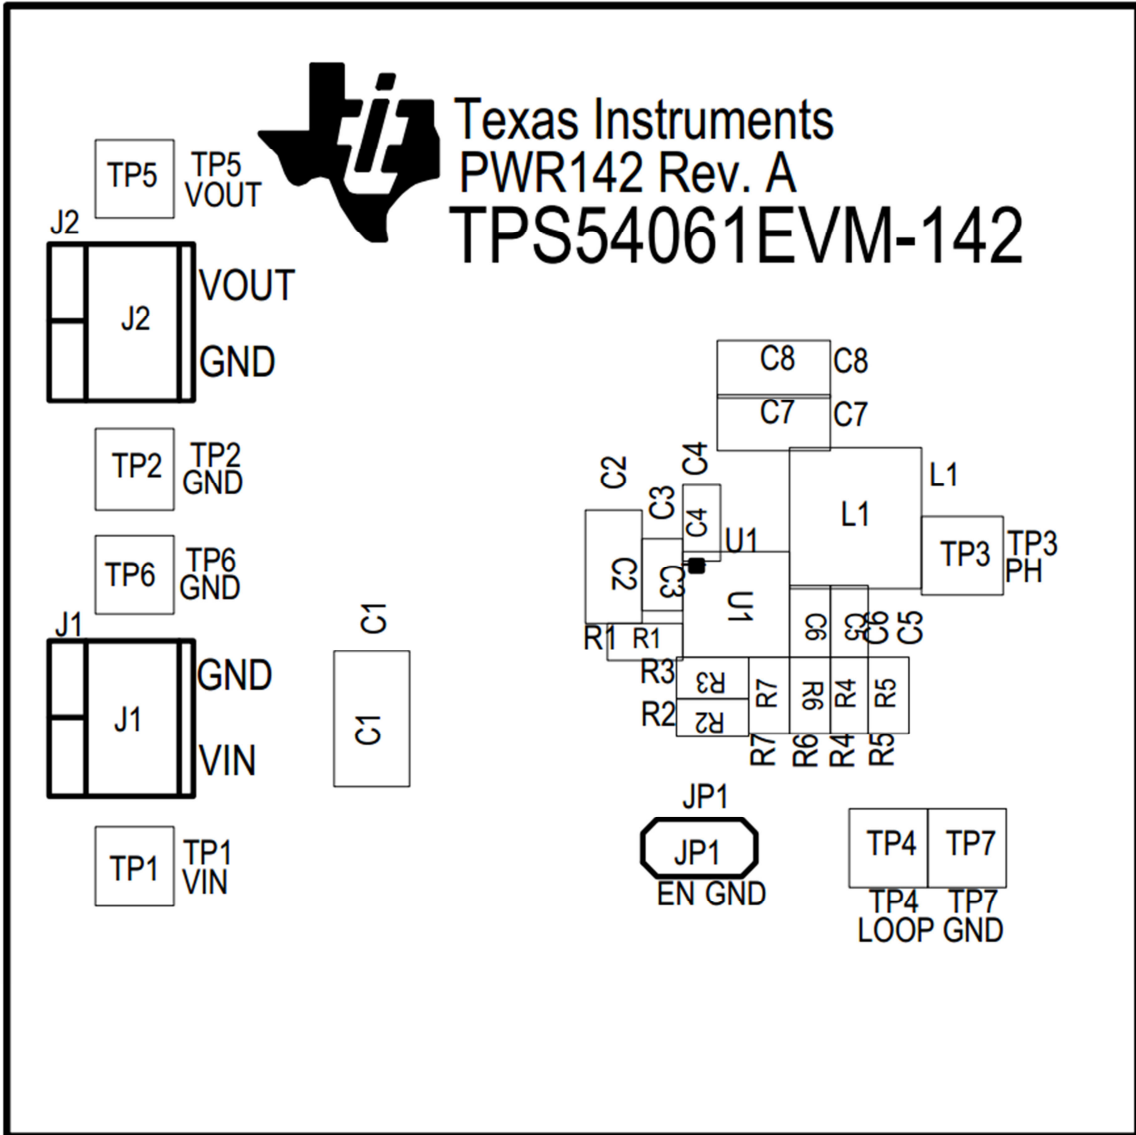 Texas Instruments
PWR142 Rev. A
TPS54061EVM-142
TP5
TP5
VOUT
J2
J2
VOUT
GND
TP2
TP2
GND
TP6
TP6
GND
J1
J1
GND
VIN
TP1
TP1
VIN
C1
C1
C8
C8
C7
C7
C2
C3
C4
C4
C2
C3
U1
U1
L1
L1
TP3
TP3
PH
R1
R1
C6
C5
C6
C5
R3
R3
R2
R2
R7
R6
R4
R5
R7
R6
R4
R5
JP1
JP1
EN GND
TP4
TP7
TP4
TP7
LOOP GND